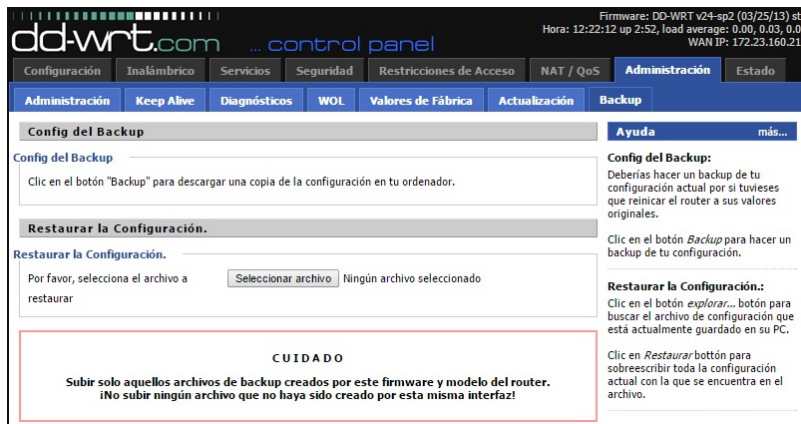 Firmware: DD-WRT v24-sp2 (03/25/13) st
dd-wrt.com ... control panel
Hora: 12:22:12 up 2:52, load average: 0.00, 0.03, 0.0
WAN IP: 172.23.160.21
Configuración Inalámbrico Servicios Seguridad Restricciones de Acceso NAT / QoS Administración Estado
Administración Keep Alive Diagnósticos WOL Valores de Fábrica Actualización Backup
Config del Backup
Config del Backup
Clic en el botón "Backup" para descargar una copia de la configuración en tu ordenador.
Restaurar la Configuración.
Restaurar la Configuración.
Por favor, selecciona el archivo a
restaurar
Seleccionar archivo Ningún archivo seleccionado
CUIDADO
Subir solo aquellos archivos de backup creados por este firmware y modelo del router.
¡No subir ningún archivo que no haya sido creado por esta misma interfaz!
Ayuda más...
Config del Backup:
Deberías hacer un backup de tu
configuración actual por si tuvieses
que reinicar el router a sus valores
originales.
Clic en el botón Backup para hacer un
backup de tu configuración.
Restaurar la Configuración.:
Clic en el botón explorar... botón para
buscar el archivo de configuración que
está actualmente guardado en su PC.
Clic en Restaurar bottón para
sobreescribir toda la configuración
actual con la que se encuentra en el
archivo.